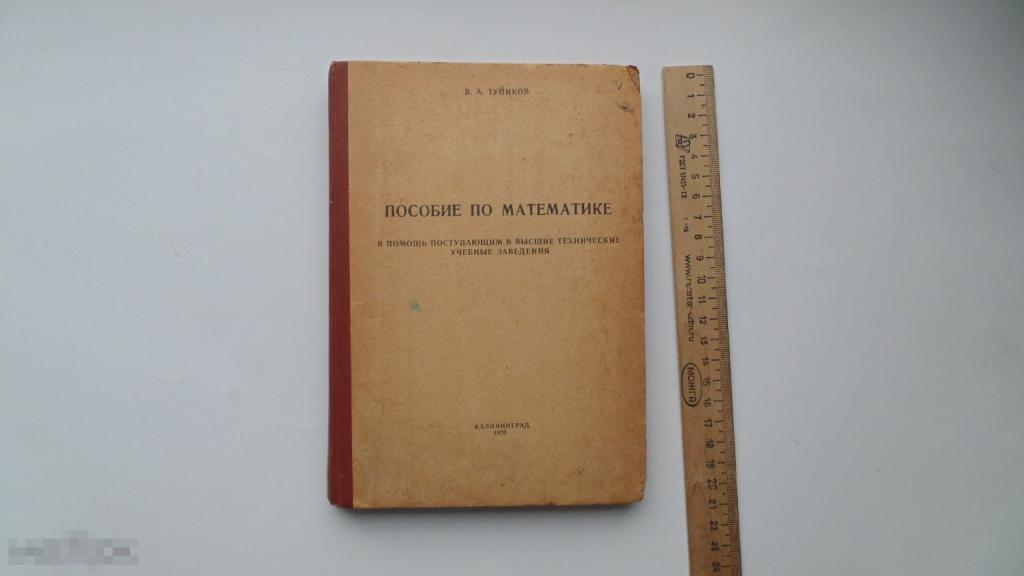 В. А. ТУПИКОВ
ПОСОБИЕ ПО МАТЕМАТИКЕ
В ПОМОЩЬ ПОСТУПАЮЩИМ В ВЫСШИЕ ТЕХНИЧЕСКИЕ
УЧЕБНЫЕ ЗАВЕДЕНИЯ
КАЛИНИНГРАД
0 1 2 3 4 5 6 7 8 9 10 11 12 13 14 15 16 17 18 19 20 21 22 23 24
МОЖГА